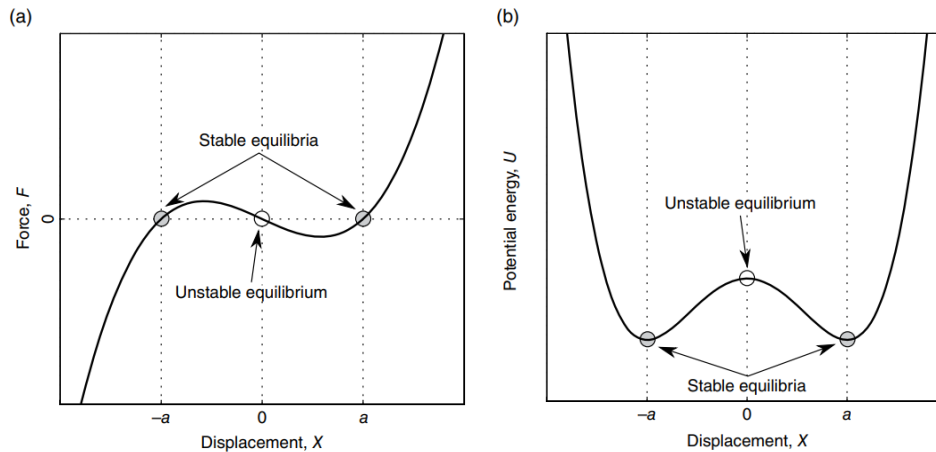 (a)
Force, F
0
Stable equilibria
Unstable equilibrium
–a
0
a
Displacement, X
(b)
Potential energy, U
Unstable equilibrium
Stable equilibria
–a
0
a
Displacement, X